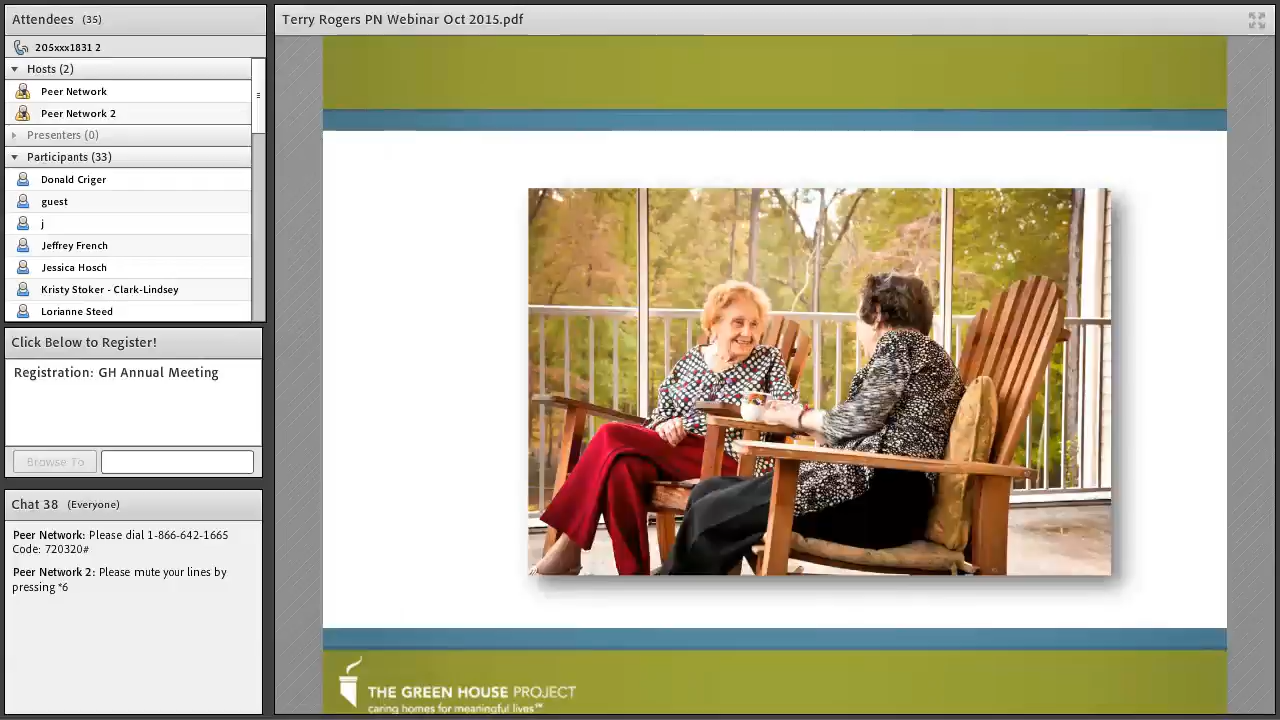 Attendees (35)
205xxx1831 2
Hosts (2)
Peer Network
Peer Network 2
Presenters (0)
Participants (33)
Donald Criger
guest
j
Jeffrey French
Jessica Hosch
Kristy Stoker - Clark-Lindsey
Lorianne Steed
Click Below to Register!
Registration: GH Annual Meeting
Browse To
Chat 38 (Everyone)
Peer Network: Please dial 1-866-642-1665
Code: 720320#
Peer Network 2: Please mute your lines by
pressing *6
Terry Rogers PN Webinar Oct 2015.pdf
THE GREEN HOUSE PROJECT
caring homes for meaningful lives℠